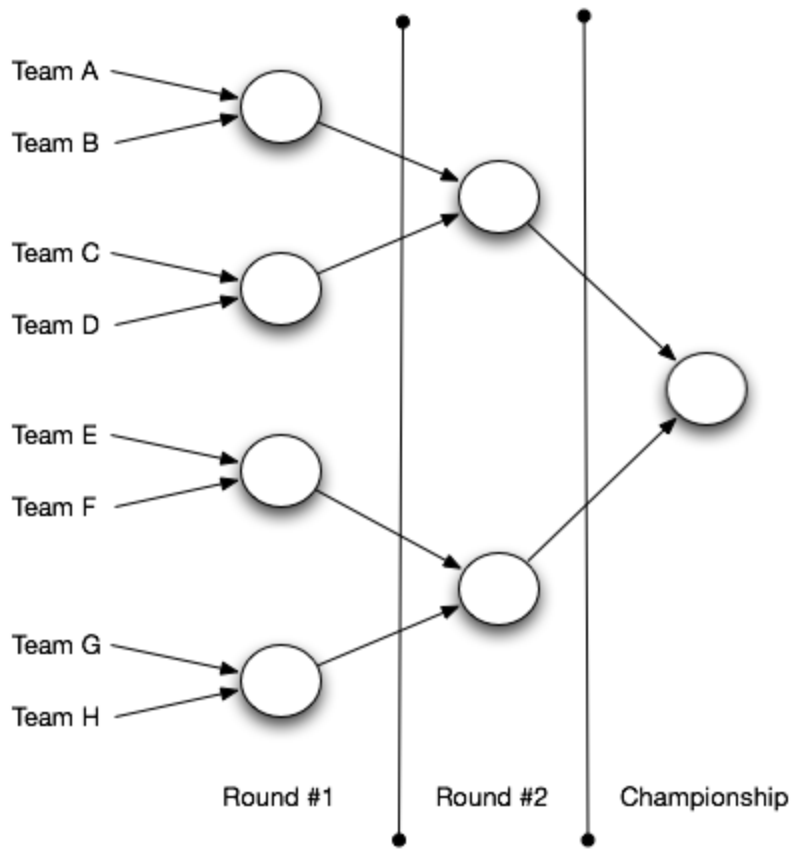 Team A
Team B
Team C
Team D
Team E
Team F
Team G
Team H
Round #1
Round #2
Championship